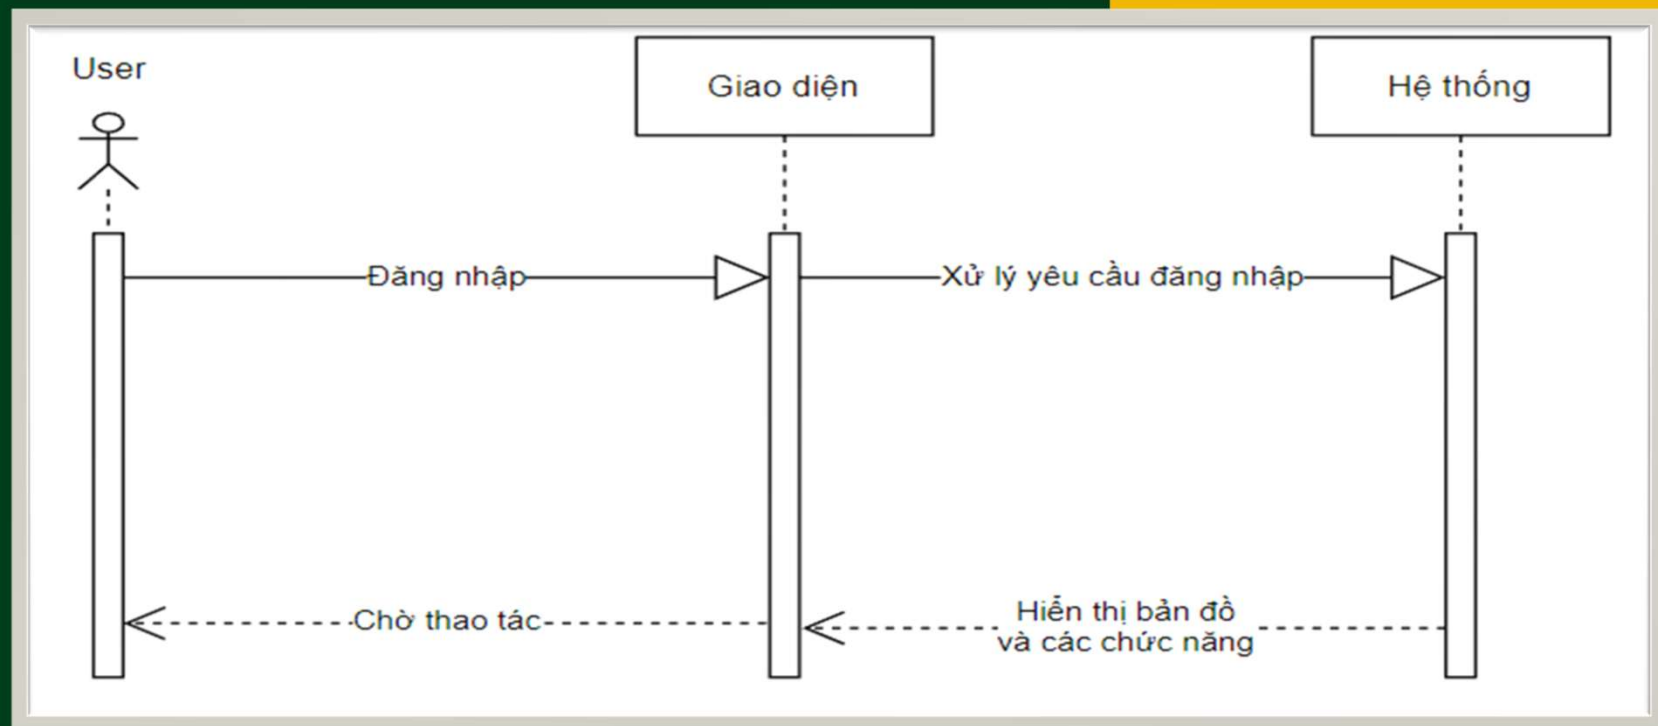 User
Giao diện
Hệ thống
Đăng nhập
Xử lý yêu cầu đăng nhập
Chờ thao tác
Hiển thị bản đồ
và các chức năng